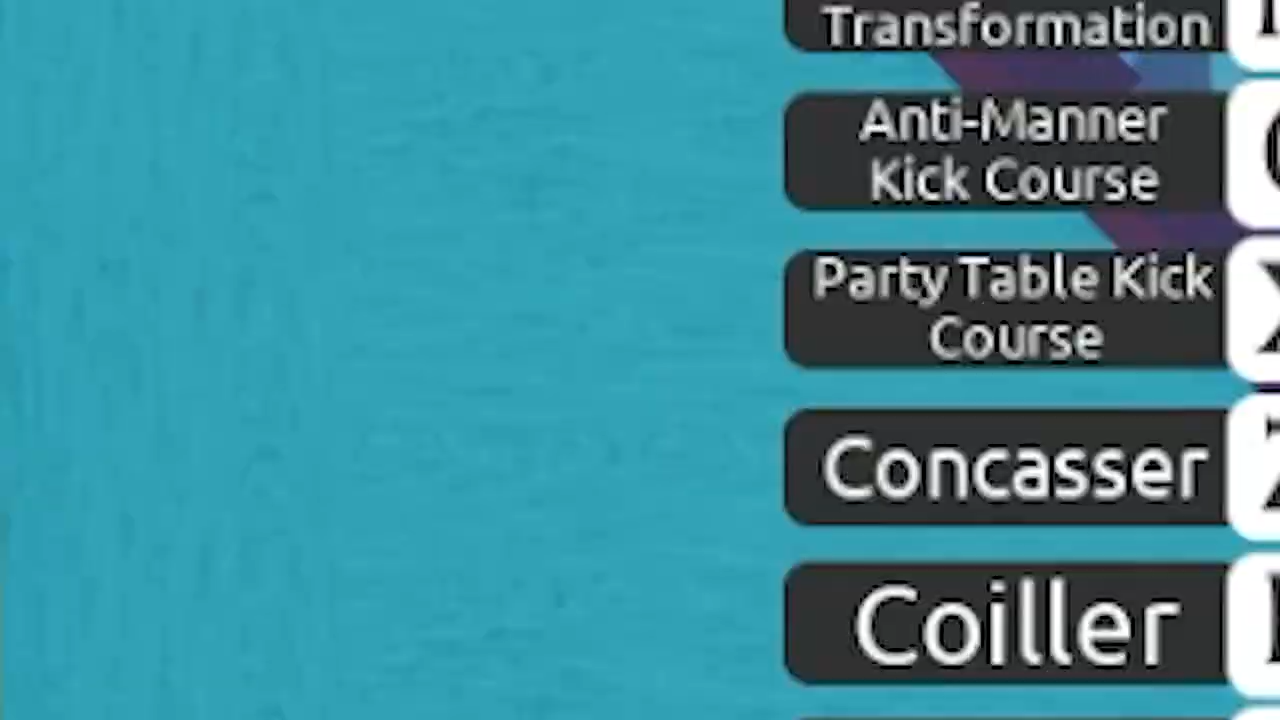 Transformation
Anti-Manner
Kick Course
Party Table Kick
Course
Concasser
Coiller